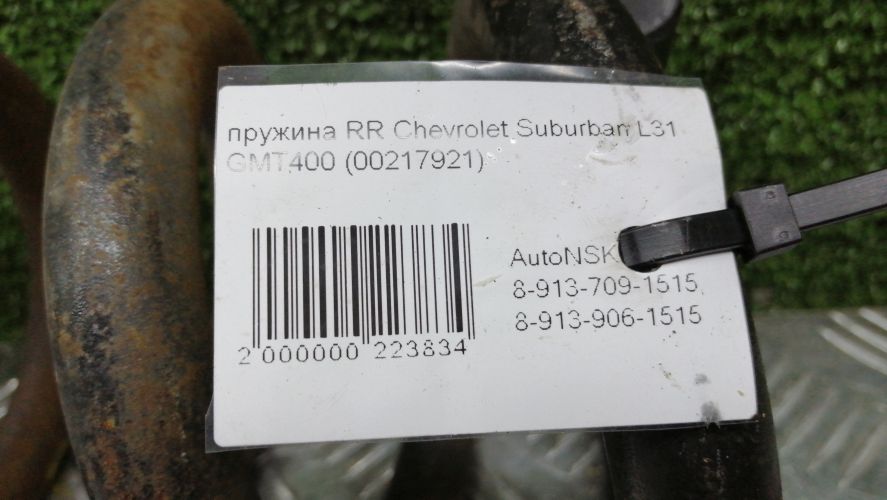 пружина RR Chevrolet Suburban L31
GMT400 (00217921)
AutoNSK
8-913-709-1515
8-913-906-1515
2 000000 223834